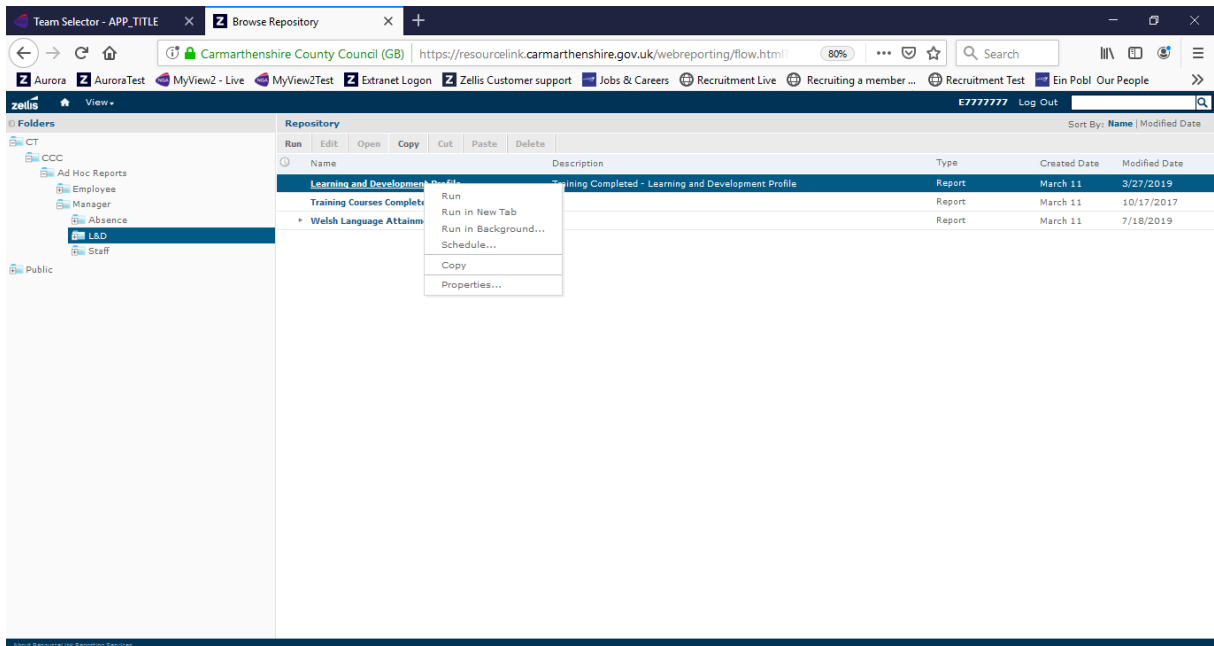 Team Selector - APP_TITLE
Z Browse Repository
Carmarthenshire County Council (GB) https://resourcelink.carmarthenshire.gov.uk/webreporting/flow.html? 80% Search
Z Aurora Z AuroraTest MyView2 - Live MyView2Test Z Extranet Logon Z Zellis Customer support Jobs & Careers Recruitment Live Recruiting a member ... Recruitment Test Ein Pobl Our People
zellis View E7777777 Log Out
Folders
Repository
Sort By: Name | Modified Date
CT
CCC
Ad Hoc Reports
Employee
Manager
Absence
L&D
Staff
Public
Run Edit Open Copy Cut Paste Delete
Name Description Type Created Date Modified Date
Learning and Development Profile Training Completed - Learning and Development Profile Report March 11 3/27/2019
Training Courses Complete Report March 11 10/17/2017
Welsh Language Attainm Report March 11 7/18/2019
Run
Run in New Tab
Run in Background...
Schedule...
Copy
Properties...
About ResourceLink Reporting Services